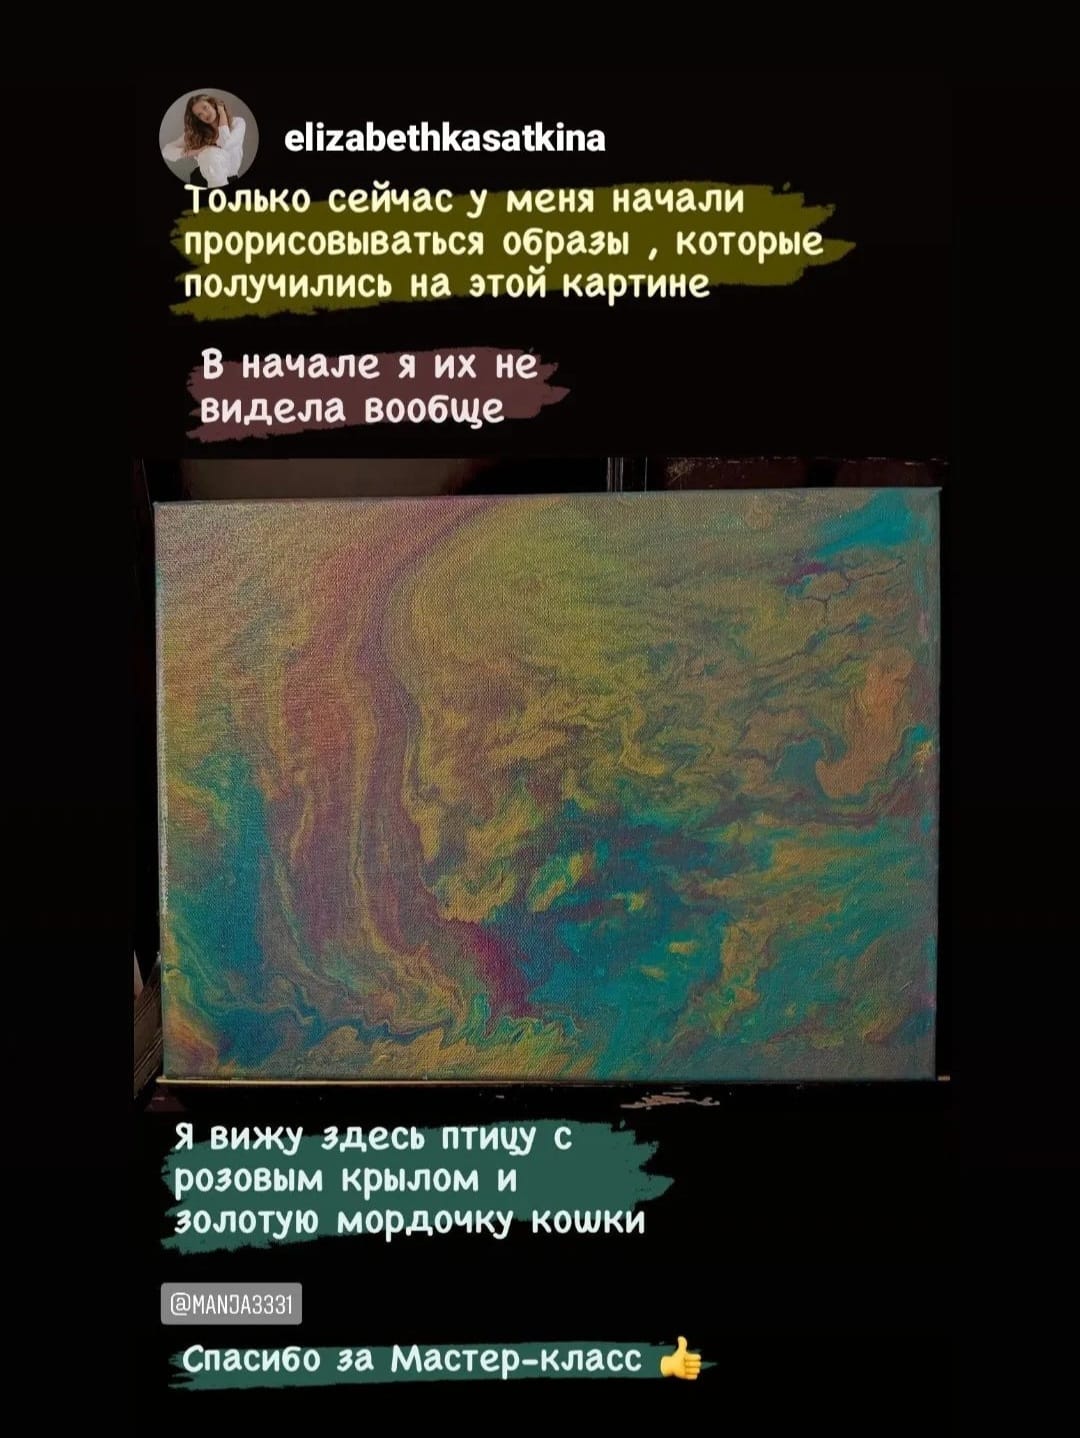 elizabethkasatkina
Только сейчас у меня начали
прорисовываться образы , которые
получились на этой картине
В начале я их не
видела вообще
Я вижу здесь птицу с
розовым крылом и
золотую мордочку кошки
@MANJA3331
Спасибо за Мастер-класс 👍